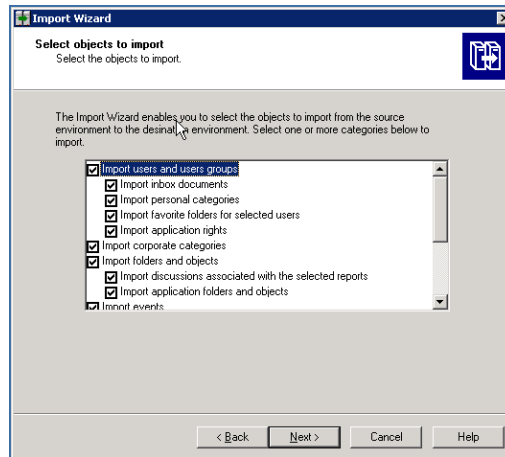 Import Wizard
Select objects to import
Select the objects to import.
The Import Wizard enables you to select the objects to import from the source
environment to the desination environment. Select one or more categories below to
import.
Import users and users groups
Import inbox documents
Import personal categories
Import favorite folders for selected users
Import application rights
Import corporate categories
Import folders and objects
Import discussions associated with the selected reports
Import application folders and objects
Import events
< Back
Next >
Cancel
Help